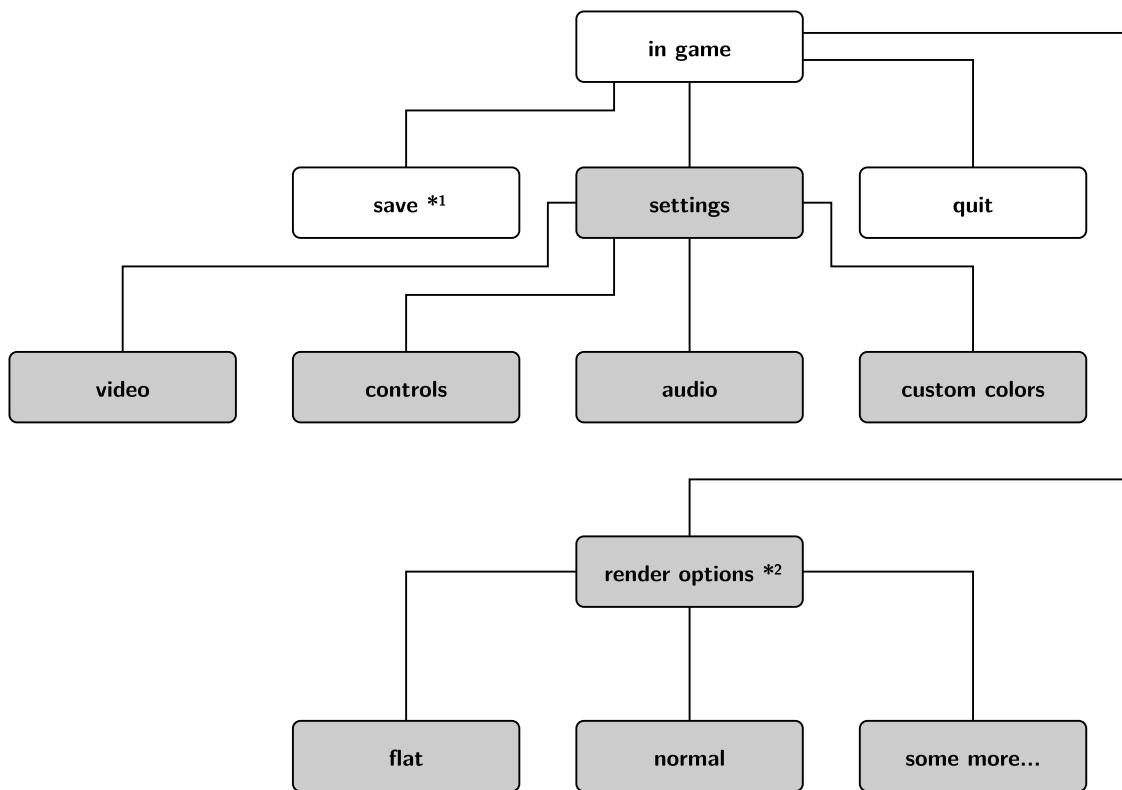 in game
save *1
settings
quit
video
controls
audio
custom colors
render options *2
flat
normal
some more...